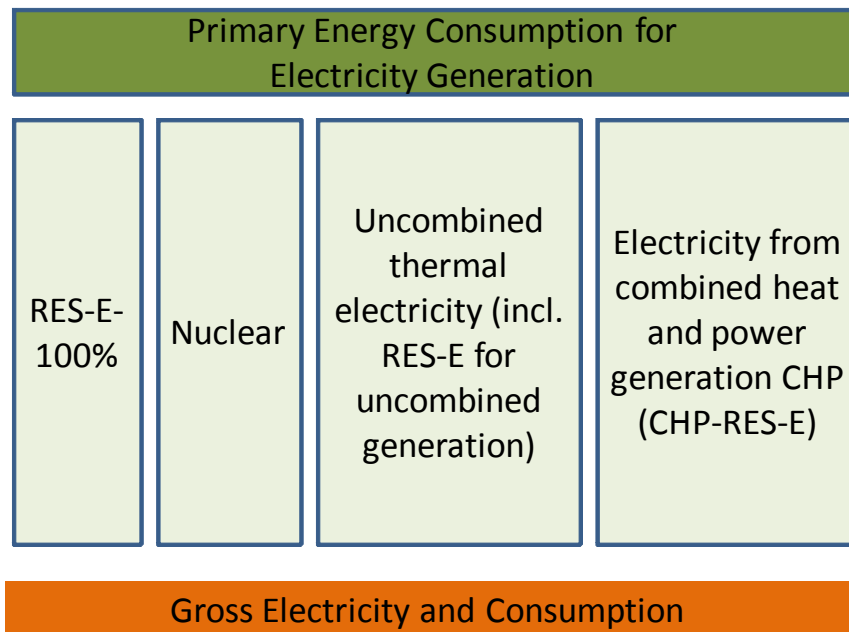 Primary Energy Consumption for
Electricity Generation
RES-E-
100%
Nuclear
Uncombined
thermal
electricity (incl.
RES-E for
uncombined
generation)
Electricity from
combined heat
and power
generation CHP
(CHP-RES-E)
Gross Electricity and Consumption